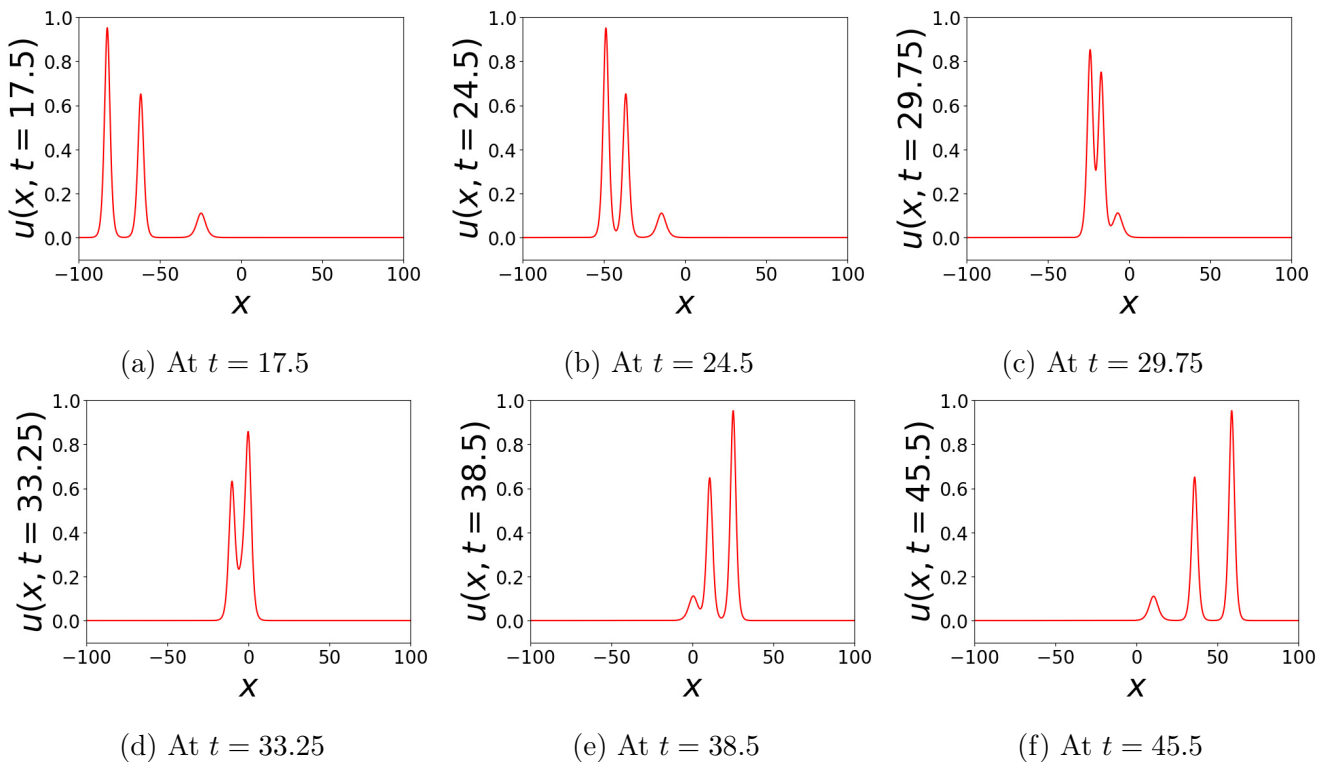 1.0
0.8
0.6
0.4
0.2
0.0
u(x, t = 17.5)
−100 −50 0 50 100
x
(a) At t = 17.5
1.0
0.8
0.6
0.4
0.2
0.0
u(x, t = 24.5)
−100 −50 0 50 100
x
(b) At t = 24.5
1.0
0.8
0.6
0.4
0.2
0.0
u(x, t = 29.75)
−100 −50 0 50 100
x
(c) At t = 29.75
1.0
0.8
0.6
0.4
0.2
0.0
u(x, t = 33.25)
−100 −50 0 50 100
x
(d) At t = 33.25
1.0
0.8
0.6
0.4
0.2
0.0
u(x, t = 38.5)
−100 −50 0 50 100
x
(e) At t = 38.5
1.0
0.8
0.6
0.4
0.2
0.0
u(x, t = 45.5)
−100 −50 0 50 100
x
(f) At t = 45.5